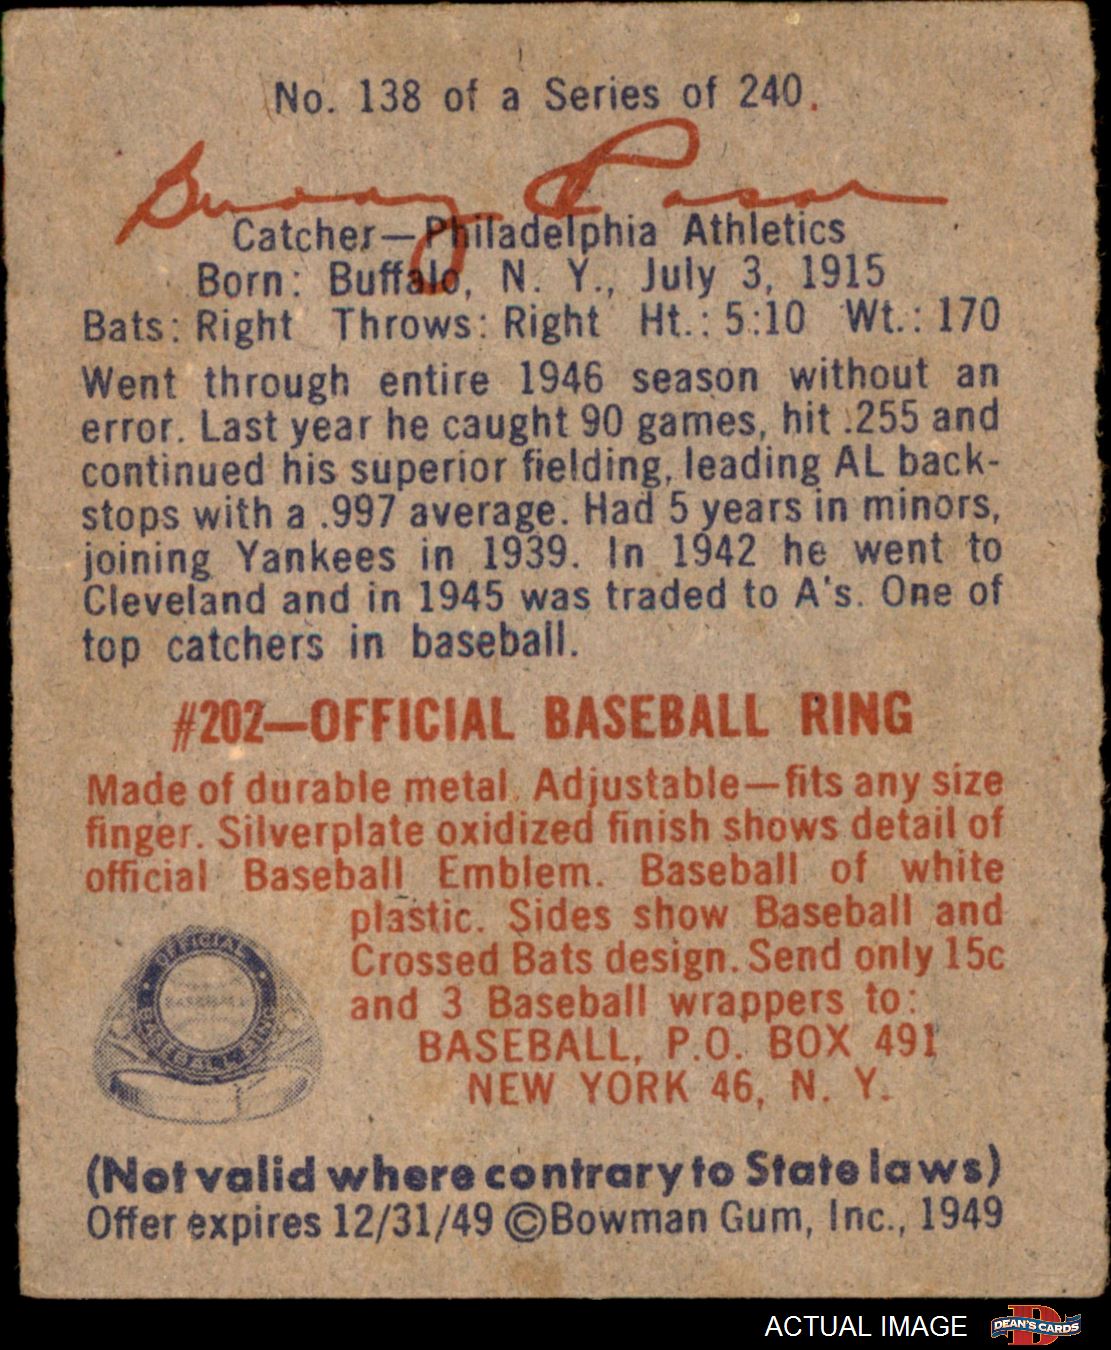 No. 138 of a Series of 240.
Buddy Rosar
Catcher—Philadelphia Athletics
Born: Buffalo, N. Y., July 3, 1915
Bats: Right Throws: Right Ht.: 5:10 Wt.: 170
Went through entire 1946 season without an
error. Last year he caught 90 games, hit .255 and
continued his superior fielding, leading AL back-
stops with a .997 average. Had 5 years in minors,
joining Yankees in 1939. In 1942 he went to
Cleveland and in 1945 was traded to A's. One of
top catchers in baseball.
#202—OFFICIAL BASEBALL RING
Made of durable metal. Adjustable—fits any size
finger. Silverplate oxidized finish shows detail of
official Baseball Emblem. Baseball of white
plastic. Sides show Baseball and
Crossed Bats design. Send only 15c
and 3 Baseball wrappers to:
BASEBALL, P.O. BOX 491
NEW YORK 46, N. Y.
OFFICIAL
BASEBALL RING
(Not valid where contrary to State laws)
Offer expires 12/31/49 ©Bowman Gum, Inc., 1949
ACTUAL IMAGE
DEAN'S CARDS